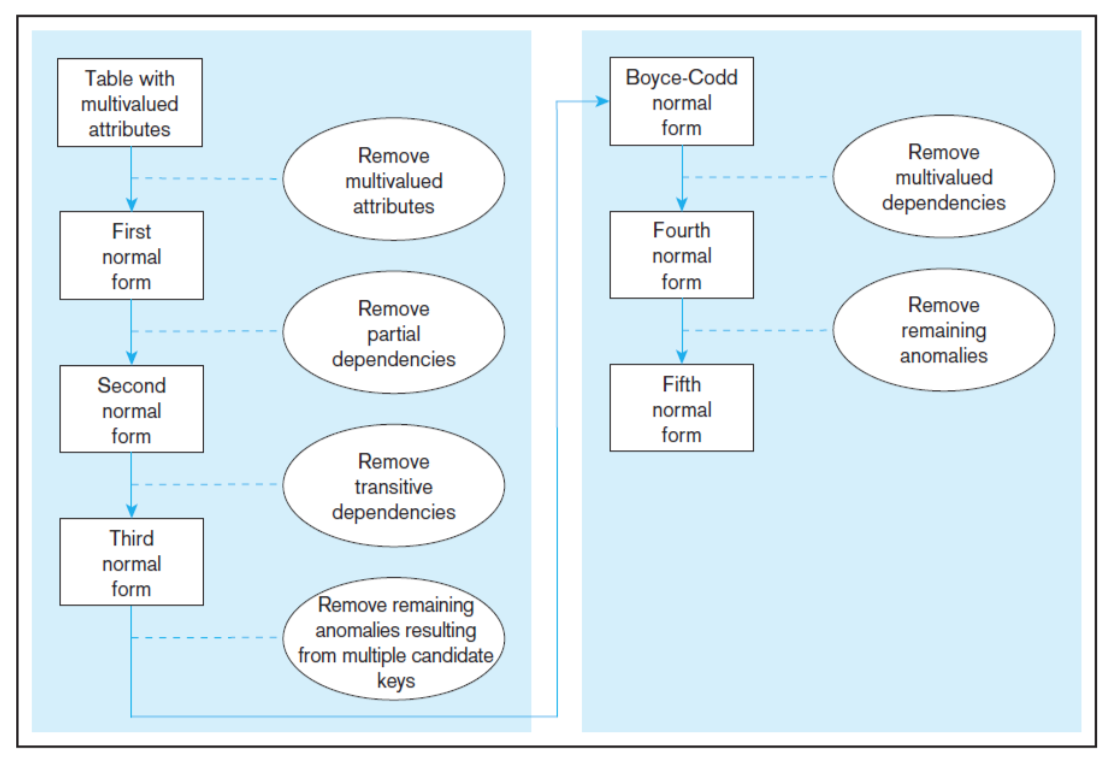 Table with
multivalued
attributes
Remove
multivalued
attributes
First
normal
form
Remove
partial
dependencies
Second
normal
form
Remove
transitive
dependencies
Third
normal
form
Remove remaining
anomalies resulting
from multiple candidate
keys
Boyce-Codd
normal
form
Remove
multivalued
dependencies
Fourth
normal
form
Remove
remaining
anomalies
Fifth
normal
form